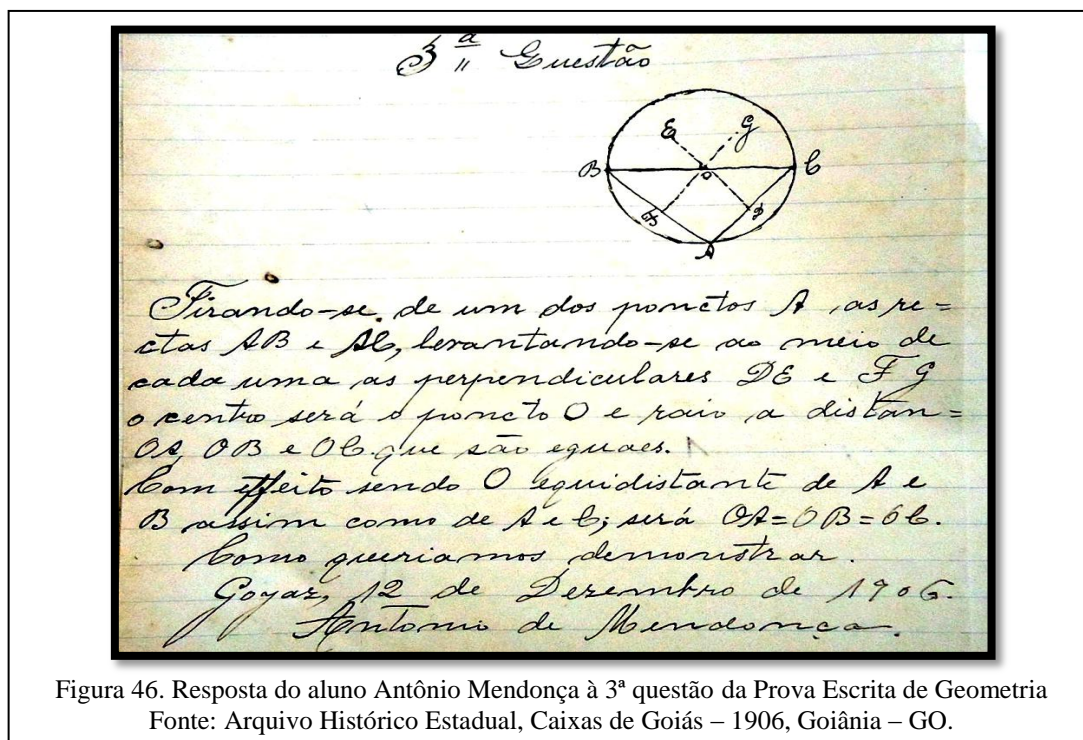 3ª Questão
E G
B o C
F D
A
Tirando-se de um dos ponctos A, as re=
ctas AB e AC, levantando-se ao meio de
cada uma as perpendiculares DE e FG
o centro será o poncto O e raio a distan=
OA, OB e OC que são eguaes.
Com effeito sendo O equidistante de A e
B assim como de A e C; será OA=OB=OC.
Como queriamos demonstrar.
Goyaz, 12 de Dezembro de 1906.
Antonio de Mendonça.
Figura 46. Resposta do aluno Antônio Mendonça à 3ª questão da Prova Escrita de Geometria
Fonte: Arquivo Histórico Estadual, Caixas de Goiás – 1906, Goiânia – GO.